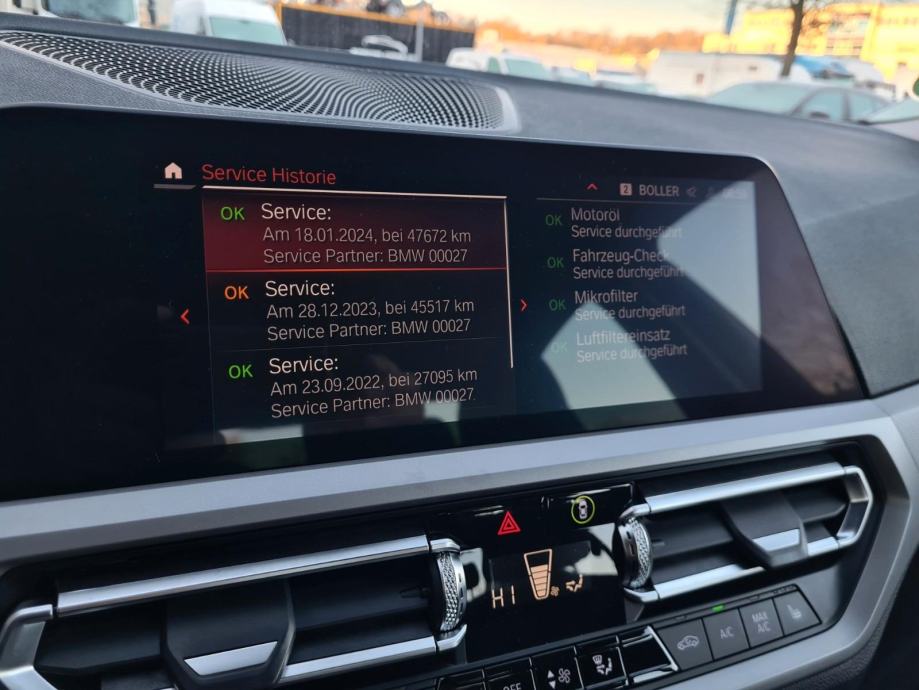 Service Historie
2 BOLLER
OK Service:
Am 18.01.2024, bei 47672 km
Service Partner: BMW 00027
OK Service:
Am 28.12.2023, bei 45517 km
Service Partner: BMW 00027
OK Service:
Am 23.09.2022, bei 27095 km
Service Partner: BMW 00027
OK Motoröl
Service durchgeführt
OK Fahrzeug-Check
Service durchgeführt
OK Mikrofilter
Service durchgeführt
OK Luftfiltereinsatz
Service durchgeführt
HI
A/C
MAX
A/C
OFF